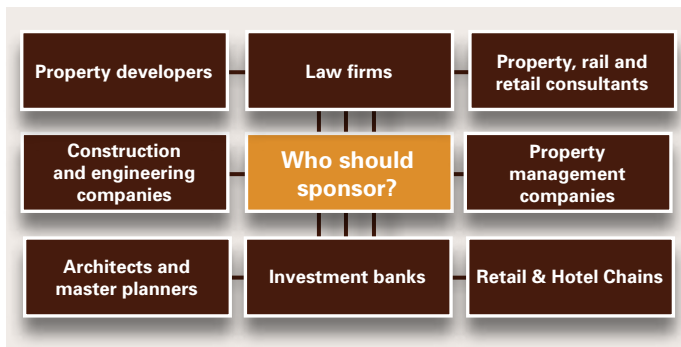 Property developers
Law firms
Property, rail and
retail consultants
Construction
and engineering
companies
Who should
sponsor?
Property
management
companies
Architects and
master planners
Investment banks
Retail & Hotel Chains